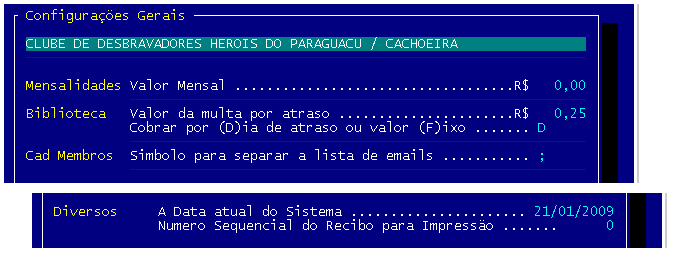 Configurações Gerais
CLUBE DE DESBRAVADORES HEROIS DO PARAGUACU / CACHOEIRA
Mensalidades Valor Mensal ....................................R$ 0,00
Biblioteca Valor da multa por atraso ......................R$ 0,25
Cobrar por (D)ia de atraso ou valor (F)ixo ....... D
Cad Membros Simbolo para separar a lista de emails ........... ;
Diversos A Data atual do Sistema ...................... 21/01/2009
Numero Sequencial do Recibo para Impressão ....... 0